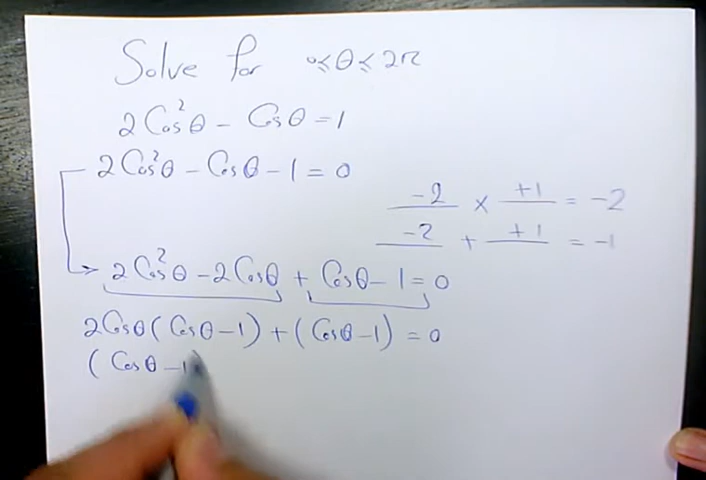 Solve for 0≤θ≤2π
2Cos²θ - Cosθ = 1
2Cos²θ - Cosθ - 1 = 0
-2 × +1 = -2
-2 + +1 = -1
2Cos²θ - 2Cosθ + Cosθ - 1 = 0
2Cosθ(Cosθ-1) + (Cosθ-1) = 0
(Cosθ-1)